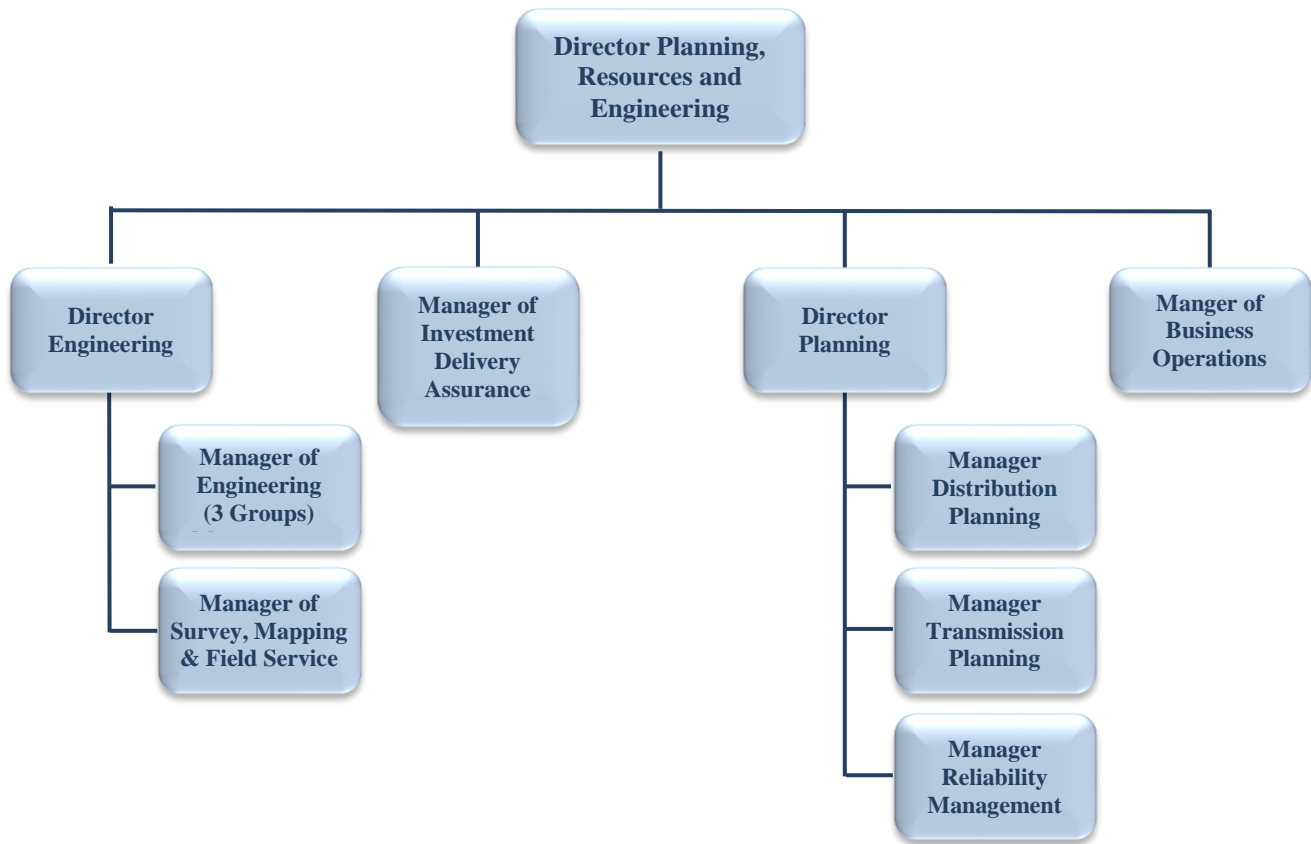 Director Planning,
Resources and
Engineering
Director
Engineering
Manager of
Investment
Delivery
Assurance
Director
Planning
Manger of
Business
Operations
Manager of
Engineering
(3 Groups)
Manager of
Survey, Mapping
& Field Service
Manager
Distribution
Planning
Manager
Transmission
Planning
Manager
Reliability
Management